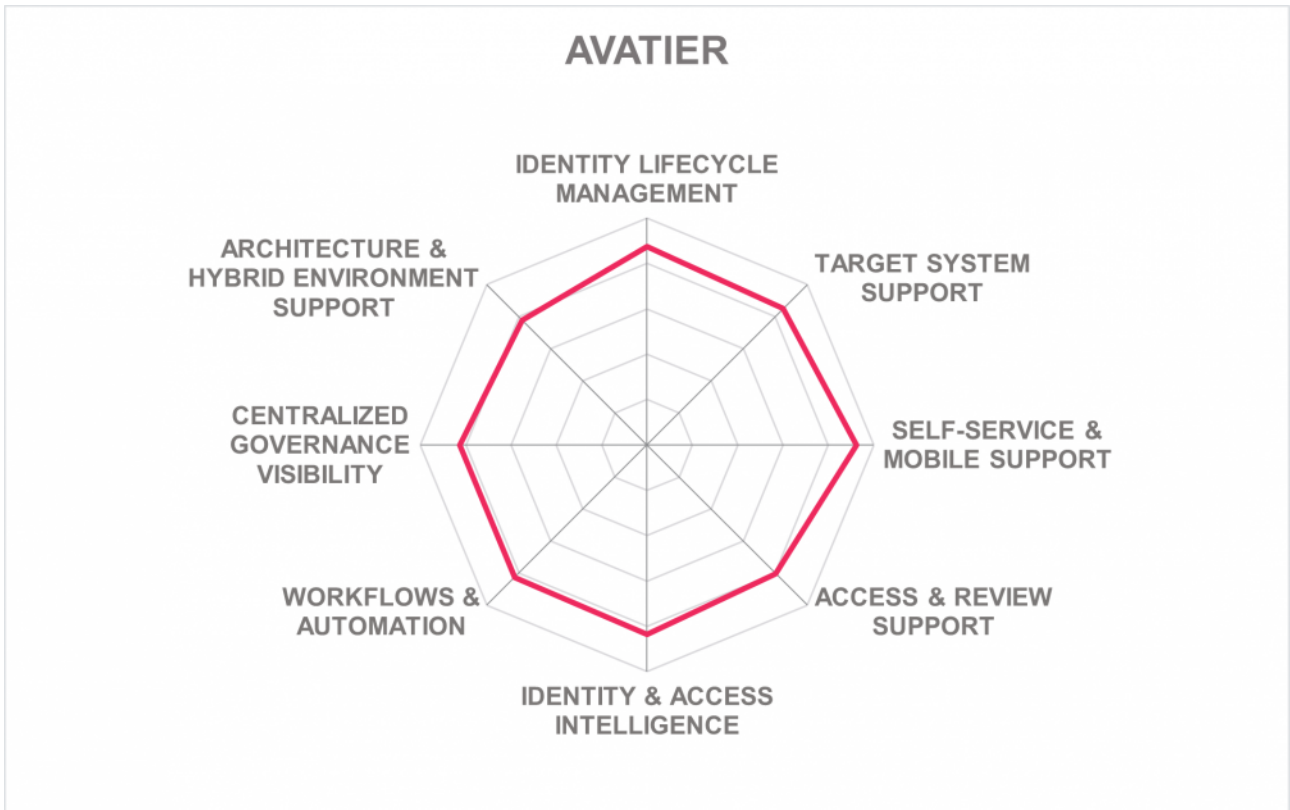 AVATIER
IDENTITY LIFECYCLE
MANAGEMENT
TARGET SYSTEM
SUPPORT
SELF-SERVICE &
MOBILE SUPPORT
ACCESS & REVIEW
SUPPORT
IDENTITY & ACCESS
INTELLIGENCE
WORKFLOWS &
AUTOMATION
CENTRALIZED
GOVERNANCE
VISIBILITY
ARCHITECTURE &
HYBRID ENVIRONMENT
SUPPORT